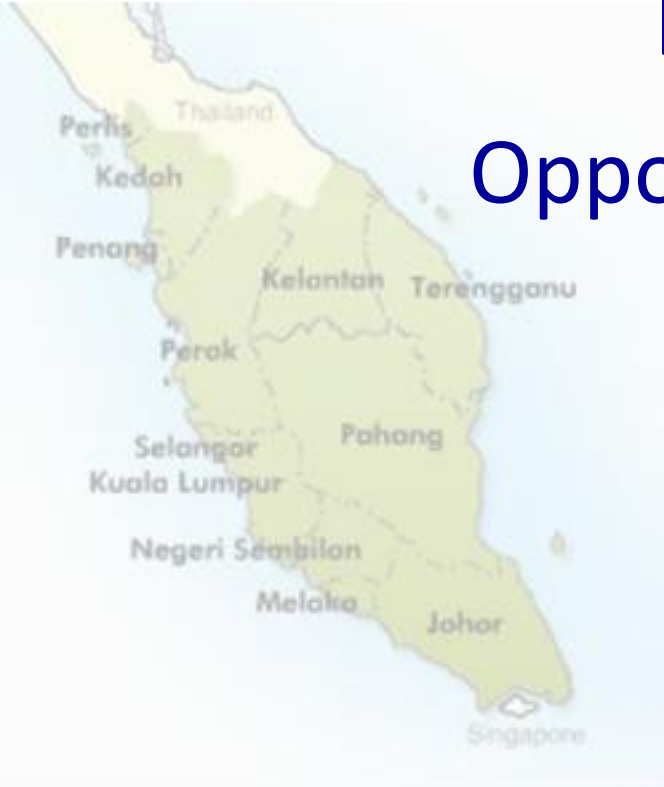 Thailand
Perlis
Oppo
Kedah
Penang
Kelantan
Terengganu
Perak
Pahang
Selangor
Kuala Lumpur
Negeri Sembilan
Melaka
Johor
Singapore